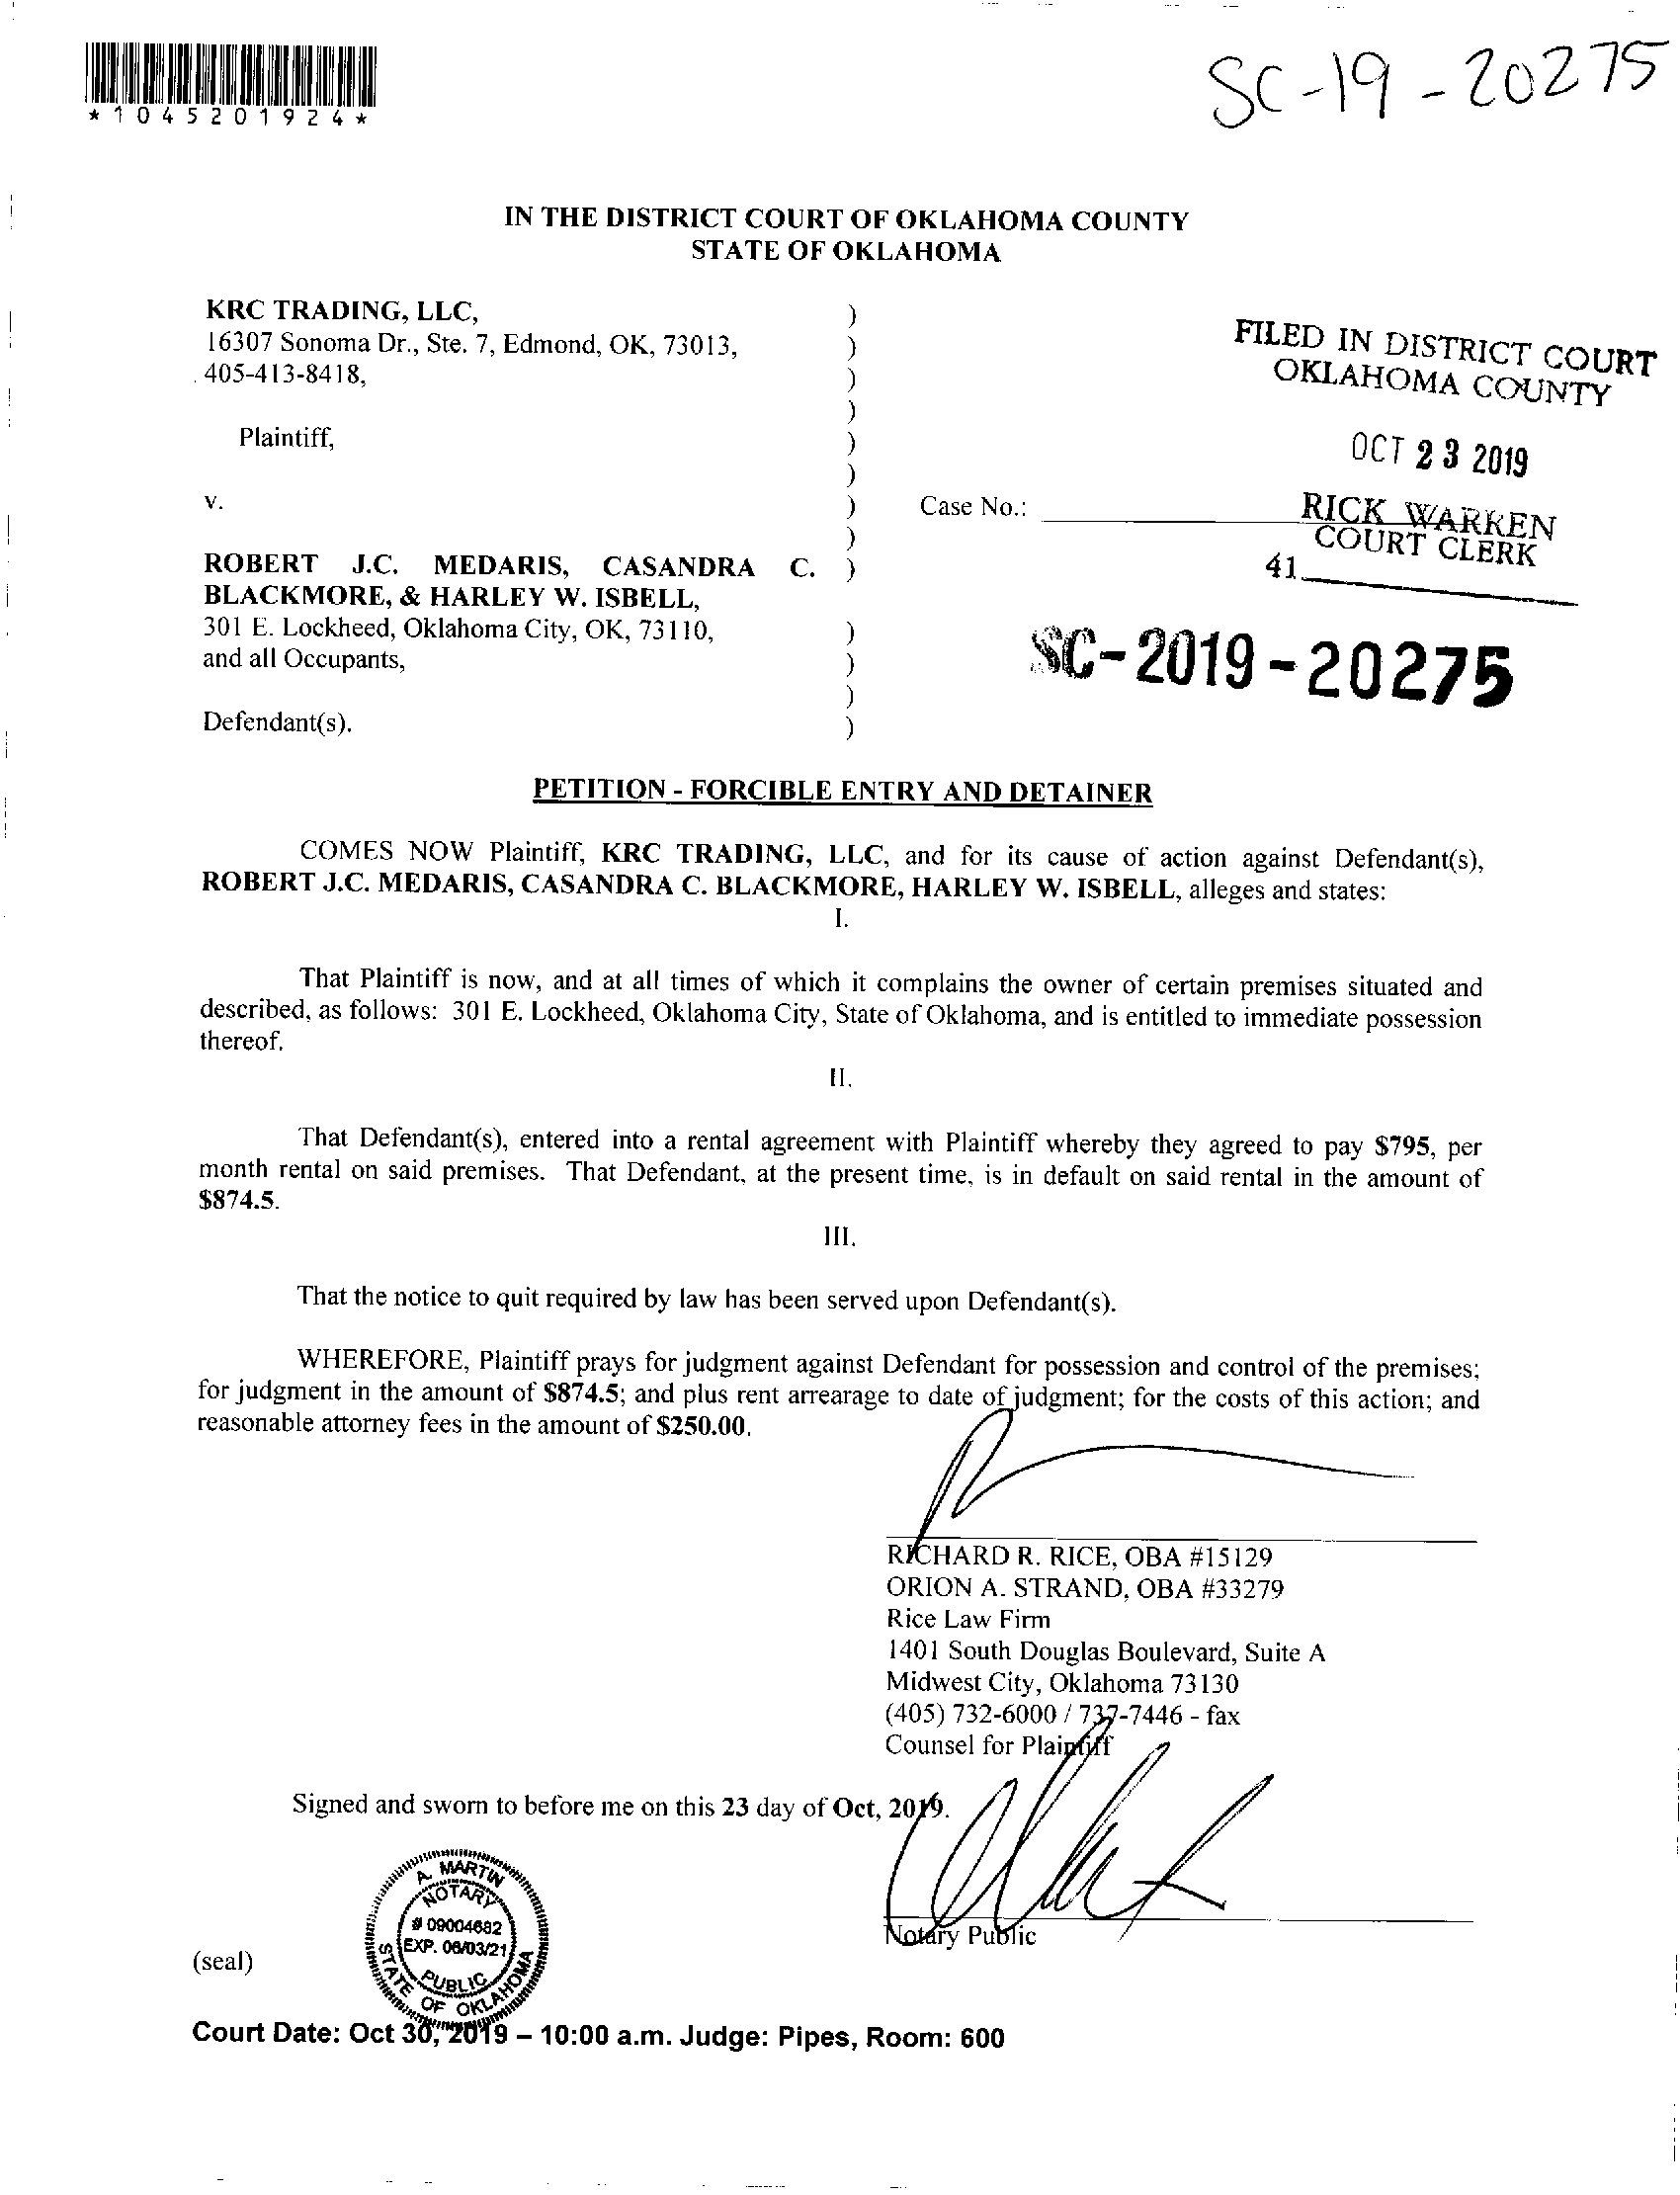 *1045201924*
SC-19-20275
IN THE DISTRICT COURT OF OKLAHOMA COUNTY
STATE OF OKLAHOMA
KRC TRADING, LLC, )
16307 Sonoma Dr., Ste. 7, Edmond, OK, 73013, )
405-413-8418, )
)
Plaintiff, )
)
v. ) Case No.:
)
ROBERT J.C. MEDARIS, CASANDRA C. )
BLACKMORE, & HARLEY W. ISBELL,
301 E. Lockheed, Oklahoma City, OK, 73110, )
and all Occupants, )
)
Defendant(s). )
FILED IN DISTRICT COURT
OKLAHOMA COUNTY
OCT 23 2019
RICK WARREN
COURT CLERK
41
SC-2019-20275
PETITION - FORCIBLE ENTRY AND DETAINER
COMES NOW Plaintiff, KRC TRADING, LLC, and for its cause of action against Defendant(s),
ROBERT J.C. MEDARIS, CASANDRA C. BLACKMORE, HARLEY W. ISBELL, alleges and states:
I.
That Plaintiff is now, and at all times of which it complains the owner of certain premises situated and
described, as follows: 301 E. Lockheed, Oklahoma City, State of Oklahoma, and is entitled to immediate possession
thereof.
II.
That Defendant(s), entered into a rental agreement with Plaintiff whereby they agreed to pay $795, per
month rental on said premises. That Defendant, at the present time, is in default on said rental in the amount of
$874.5.
III.
That the notice to quit required by law has been served upon Defendant(s).
WHEREFORE, Plaintiff prays for judgment against Defendant for possession and control of the premises;
for judgment in the amount of $874.5; and plus rent arrearage to date of judgment; for the costs of this action; and
reasonable attorney fees in the amount of $250.00.
RICHARD R. RICE, OBA #15129
ORION A. STRAND, OBA #33279
Rice Law Firm
1401 South Douglas Boulevard, Suite A
Midwest City, Oklahoma 73130
(405) 732-6000 / 737-7446 - fax
Counsel for Plaintiff
Signed and sworn to before me on this 23 day of Oct, 2019.
Notary Public
A. MARTIN
NOTARY
# 09004682
EXP. 06/03/21
PUBLIC
STATE OF OKLAHOMA
(seal)
Court Date: Oct 30, 2019 – 10:00 a.m. Judge: Pipes, Room: 600